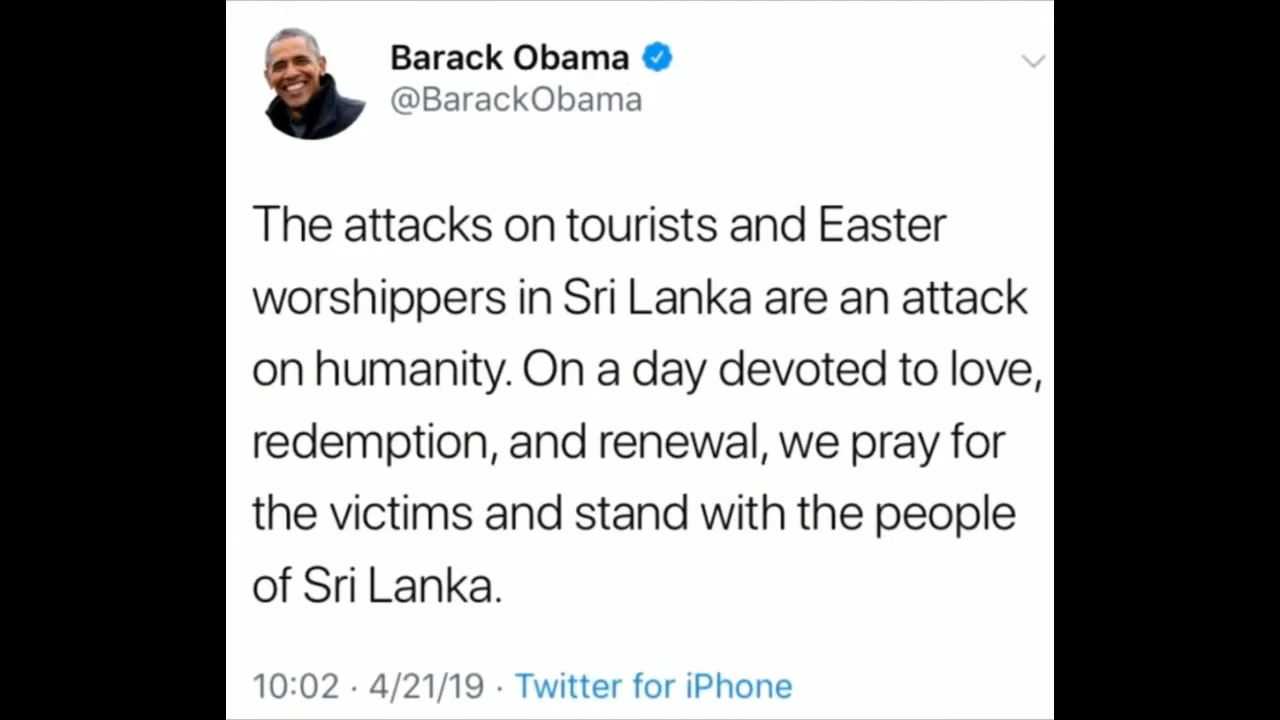 Barack Obama
@BarackObama
The attacks on tourists and Easter
worshippers in Sri Lanka are an attack
on humanity. On a day devoted to love,
redemption, and renewal, we pray for
the victims and stand with the people
of Sri Lanka.
10:02 · 4/21/19 · Twitter for iPhone